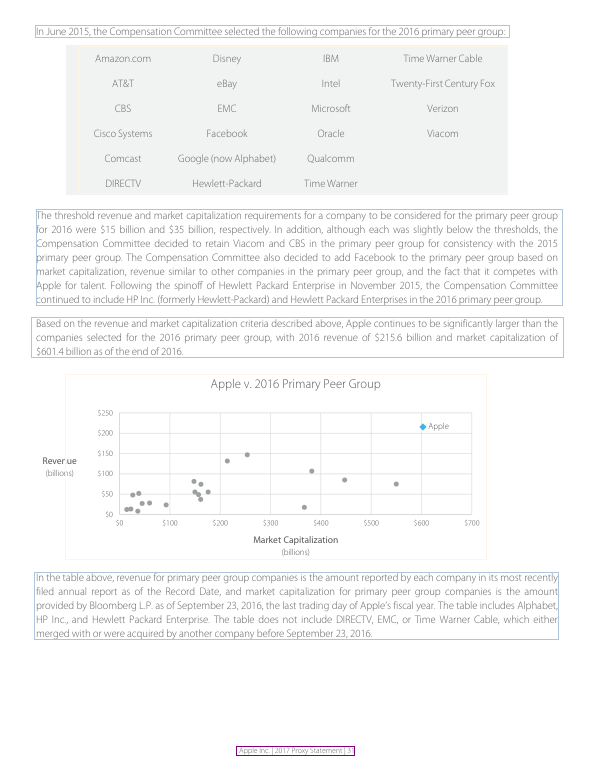 In June 2015, the Compensation Committee selected the following companies for the 2016 primary peer group:
Amazon.com Disney IBM Time Warner Cable
AT&T eBay Intel Twenty-First Century Fox
CBS EMC Microsoft Verizon
Cisco Systems Facebook Oracle Viacom
Comcast Google (now Alphabet) Qualcomm
DIRECTV Hewlett-Packard Time Warner
The threshold revenue and market capitalization requirements for a company to be considered for the primary peer group
for 2016 were $15 billion and $35 billion, respectively. In addition, although each was slightly below the thresholds, the
Compensation Committee decided to retain Viacom and CBS in the primary peer group for consistency with the 2015
primary peer group. The Compensation Committee also decided to add Facebook to the primary peer group based on
market capitalization, revenue similar to other companies in the primary peer group, and the fact that it competes with
Apple for talent. Following the spinoff of Hewlett Packard Enterprise in November 2015, the Compensation Committee
continued to include HP Inc. (formerly Hewlett-Packard) and Hewlett Packard Enterprises in the 2016 primary peer group.
Based on the revenue and market capitalization criteria described above, Apple continues to be significantly larger than the
companies selected for the 2016 primary peer group, with 2016 revenue of $215.6 billion and market capitalization of
$601.4 billion as of the end of 2016.
Apple v. 2016 Primary Peer Group
$250
$200
$150
$100
$50
$0
Apple
Revenue
(billions)
$0 $100 $200 $300 $400 $500 $600 $700
Market Capitalization
(billions)
In the table above, revenue for primary peer group companies is the amount reported by each company in its most recently
filed annual report as of the Record Date, and market capitalization for primary peer group companies is the amount
provided by Bloomberg L.P. as of September 23, 2016, the last trading day of Apple's fiscal year. The table includes Alphabet,
HP Inc., and Hewlett Packard Enterprise. The table does not include DIRECTV, EMC, or Time Warner Cable, which either
merged with or were acquired by another company before September 23, 2016.
Apple Inc. | 2017 Proxy Statement |